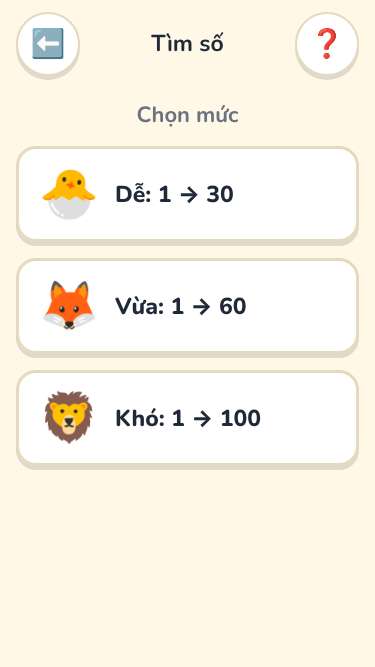 Tìm số
Chọn mức
Dễ: 1 → 30
Vừa: 1 → 60
Khó: 1 → 100